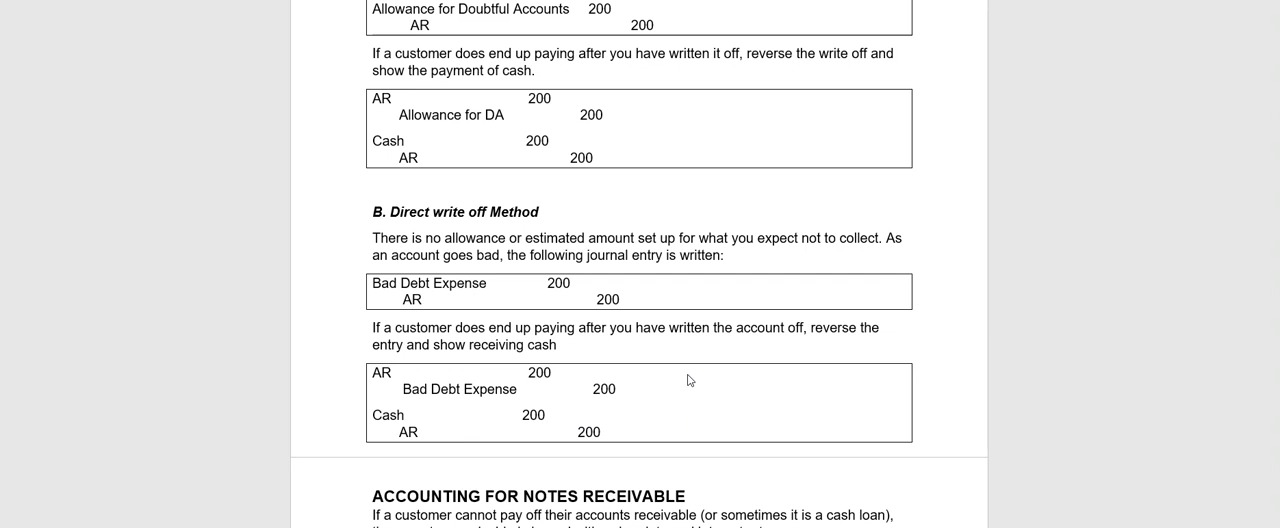 Allowance for Doubtful Accounts 200
AR 200
If a customer does end up paying after you have written it off, reverse the write off and
show the payment of cash.
AR 200
Allowance for DA 200
Cash 200
AR 200
B. Direct write off Method
There is no allowance or estimated amount set up for what you expect not to collect. As
an account goes bad, the following journal entry is written:
Bad Debt Expense 200
AR 200
If a customer does end up paying after you have written the account off, reverse the
entry and show receiving cash
AR 200
Bad Debt Expense 200
Cash 200
AR 200
ACCOUNTING FOR NOTES RECEIVABLE
If a customer cannot pay off their accounts receivable (or sometimes it is a cash loan),